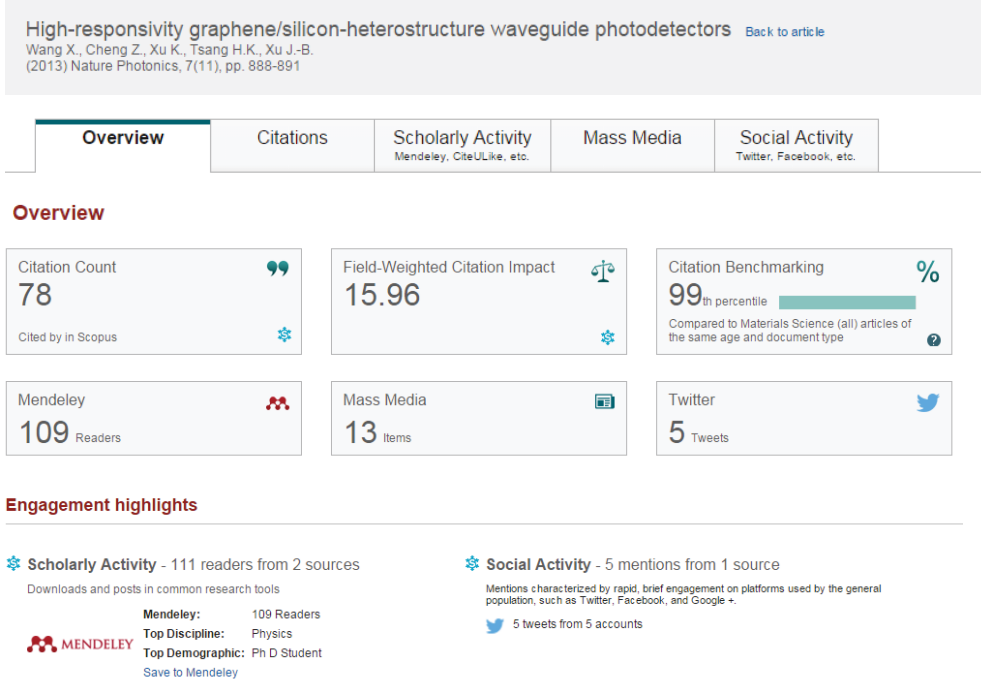 High-responsivity graphene/silicon-heterostructure waveguide photodetectors Back to article
Wang X., Cheng Z., Xu K., Tsang H.K., Xu J.-B.
(2013) Nature Photonics, 7(11), pp. 888-891
Overview
Citations
Scholarly Activity
Mendeley, CiteULike, etc.
Mass Media
Social Activity
Twitter, Facebook, etc.
Overview
Citation Count
78
Cited by in Scopus
Field-Weighted Citation Impact
15.96
Citation Benchmarking
%
99th percentile
Compared to Materials Science (all) articles of
the same age and document type
?
Mendeley
109 Readers
Mass Media
13 Items
Twitter
5 Tweets
Engagement highlights
Scholarly Activity - 111 readers from 2 sources
Downloads and posts in common research tools
MENDELEY
Mendeley: 109 Readers
Top Discipline: Physics
Top Demographic: Ph D Student
Save to Mendeley
Social Activity - 5 mentions from 1 source
Mentions characterized by rapid, brief engagement on platforms used by the general
population, such as Twitter, Facebook, and Google +.
5 tweets from 5 accounts